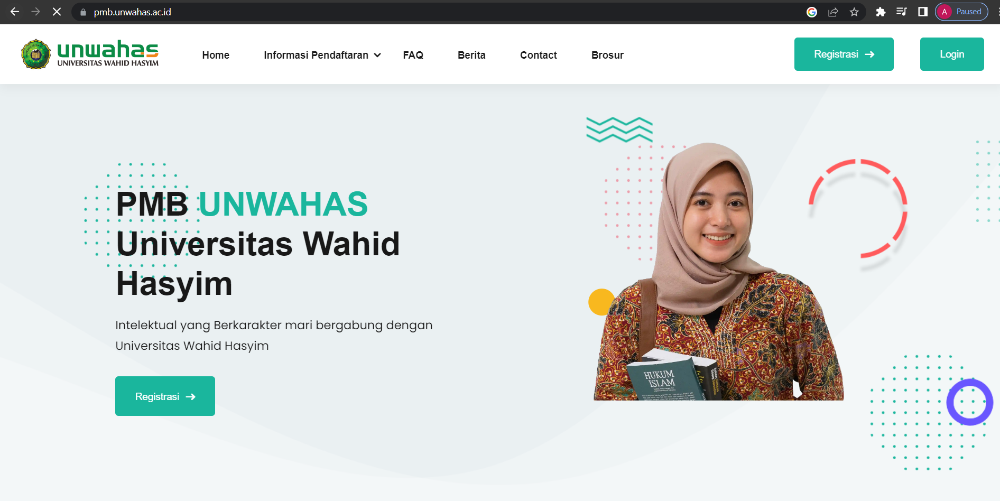 pmb.unwahas.ac.id
A Paused
unwahas
UNIVERSITAS WAHID HASYIM
Home
Informasi Pendaftaran
FAQ
Berita
Contact
Brosur
Registrasi →
Login
PMB UNWAHAS
Universitas Wahid
Hasyim
Intelektual yang Berkarakter mari bergabung dengan
Universitas Wahid Hasyim
Registrasi →
HUKUM
ISLAM